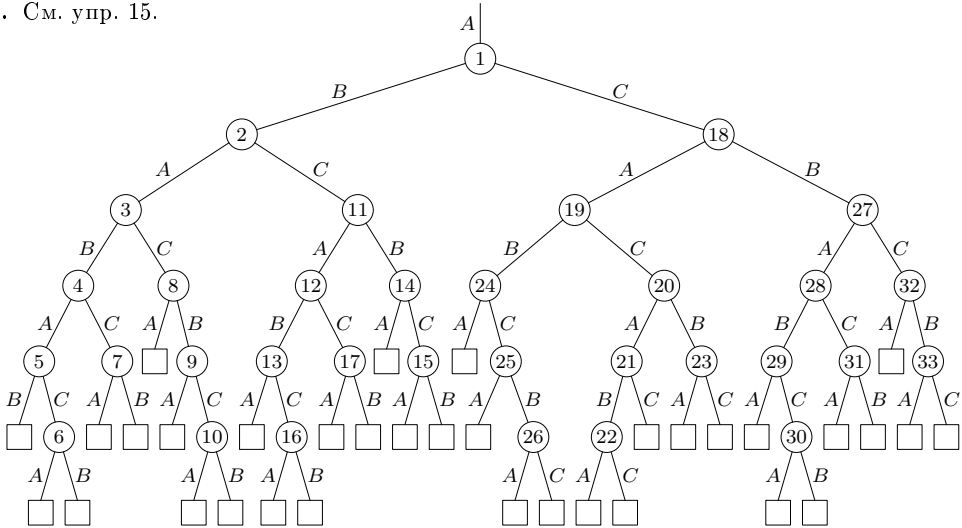 . См. упр. 15.
A
1
B C
2 18
A C A B
3 11 19 27
B C A B B C A C
4 8 12 14 24 20 28 32
A C A B B C A C A C A B B C A B
5 7 9 13 17 15 25 21 23 29 31 33
B C A B A C A C A B A B A B B C A C A C A B A C
6 10 16 26 22 30
A B A B A B A C A C A B